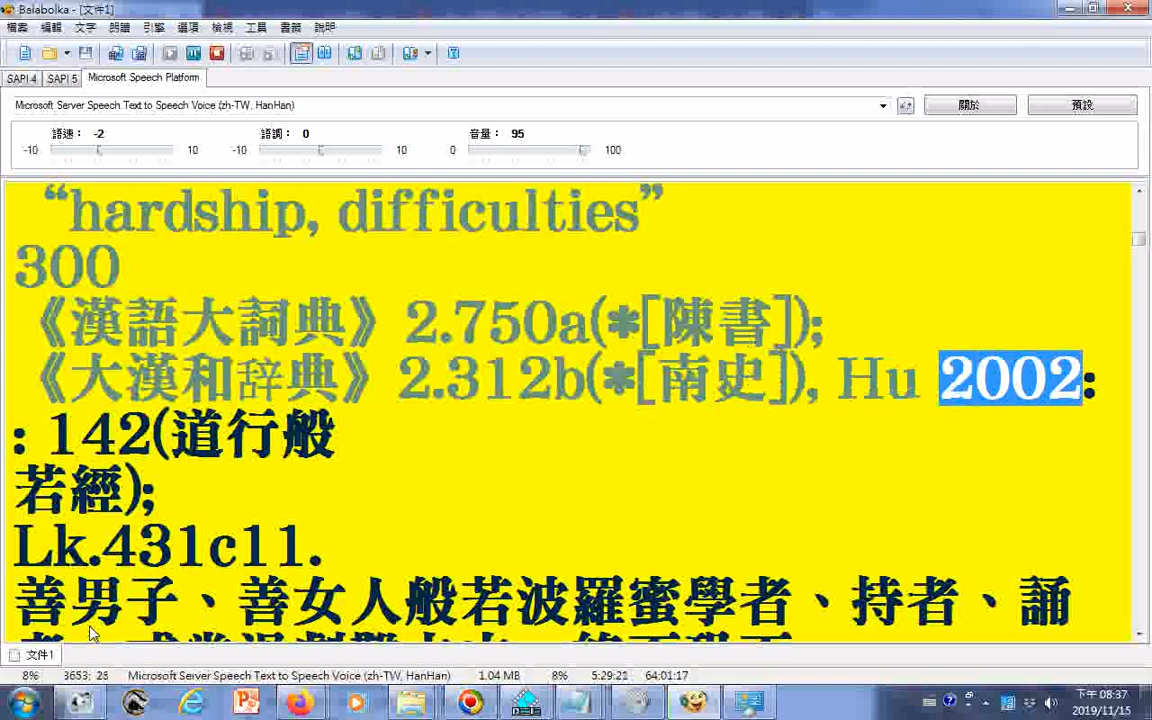 Balabolka - [文件1]
檔案 編輯 文字 朗讀 引擎 選項 檢視 工具 書籤 說明
SAPI 4 SAPI 5 Microsoft Speech Platform
Microsoft Server Speech Text to Speech Voice (zh-TW, HanHan) 關於 預設
語速: -2 語調: 0 音量: 95
-10 10 -10 10 0 100
“hardship, difficulties”
300
《漢語大詞典》 2.750a(*[陳書]);
《大漢和辞典》 2.312b(*[南史]), Hu 2002:
: 142(道行般
若經);
Lk.431c11.
善男子、善女人般若波羅蜜學者、持者、誦
文件1
8% 3653: 28 Microsoft Server Speech Text to Speech Voice (zh-TW, HanHan) 1.04 MB 8% 5:29:21 64:01:17
下午 08:37
2019/11/15